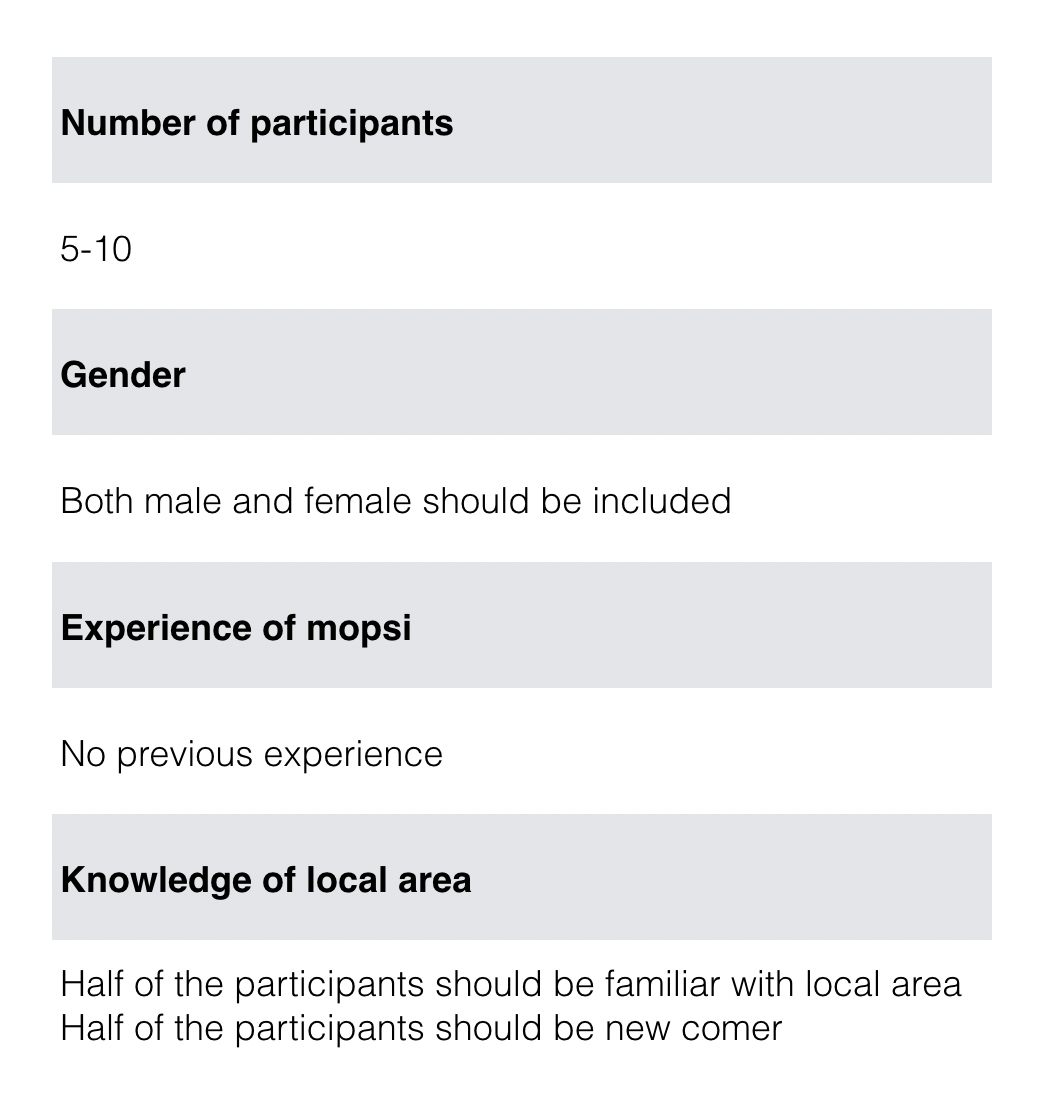 Number of participants
5-10
Gender
Both male and female should be included
Experience of mopsi
No previous experience
Knowledge of local area
Half of the participants should be familiar with local area
Half of the participants should be new comer